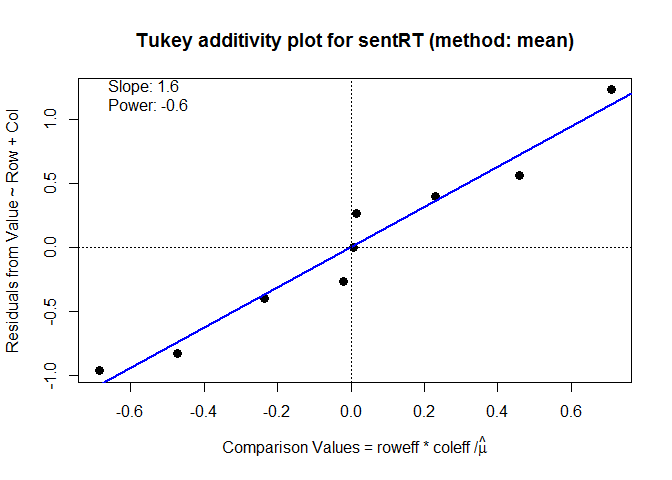 Tukey additivity plot for sentRT (method: mean)
Slope: 1.6
Power: -0.6
Residuals from Value ~ Row + Col
1.0
0.5
0.0
-0.5
-1.0
-0.6 -0.4 -0.2 0.0 0.2 0.4 0.6
Comparison Values = roweff * coleff /μ̂